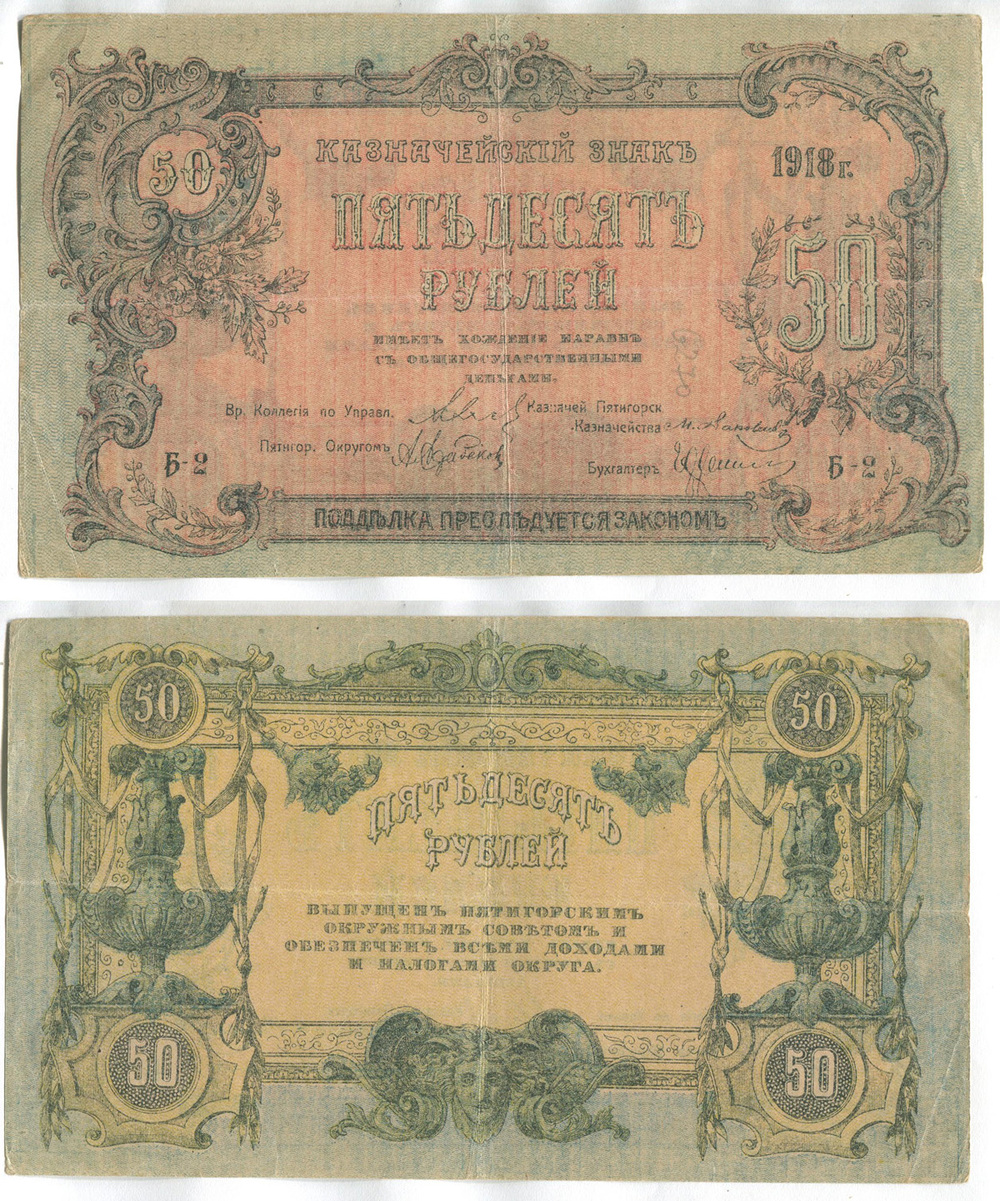 50
КАЗНАЧЕЙСКІЙ ЗНАКЪ
1918 г.
ПЯТЬДЕСЯТЪ
РУБЛЕЙ
50
ИМѢЕТЪ ХОЖДЕНІЕ НАРАВНѢ
СЪ ОБЩЕГОСУДАРСТВЕННЫМИ
ДЕНЬГАМИ.
6270
Вр. Коллегія по Управл.
Казначей Пятигорск
Казначейства
Пятигор. Округомъ
Бухгалтеръ
Б-2
Б-2
ПОДДѢЛКА ПРЕСЛѢДУЕТСЯ ЗАКОНОМЪ
50
50
ПЯТЬДЕСЯТЪ
РУБЛЕЙ
ВЫПУЩЕНЪ ПЯТИГОРСКИМЪ
ОКРУЖНЫМЪ СОВѢТОМЪ И
ОБЕЗПЕЧЕНЪ ВСѢМИ ДОХОДАМИ
И НАЛОГАМИ ОКРУГА.
50
50